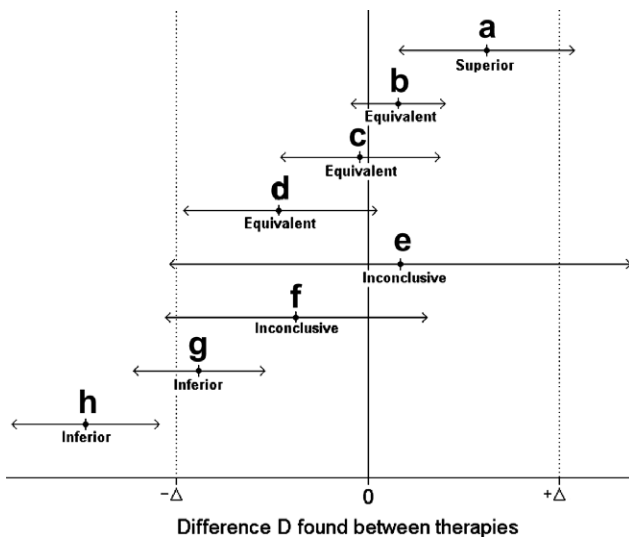 a
Superior
b
Equivalent
c
Equivalent
d
Equivalent
e
Inconclusive
f
Inconclusive
g
Inferior
h
Inferior
−△ 0 +△
Difference D found between therapies